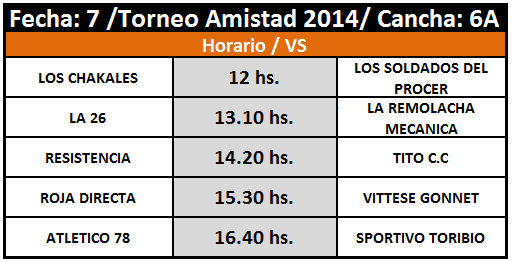 Fecha: 7 /Torneo Amistad 2014/ Cancha: 6A
Horario / VS
LOS CHAKALES 12 hs. LOS SOLDADOS DEL PROCER
LA 26 13.10 hs. LA REMOLACHA MECANICA
RESISTENCIA 14.20 hs. TITO C.C
ROJA DIRECTA 15.30 hs. VITTESE GONNET
ATLETICO 78 16.40 hs. SPORTIVO TORIBIO